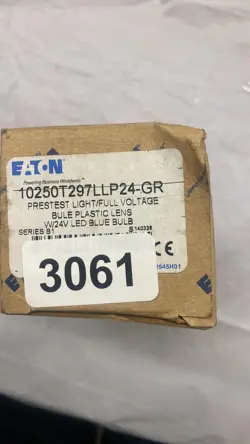 EATON
Powering Business Worldwide
10250T297LLP24-GR
PRESTEST LIGHT/FULL VOLTAGE
BULE PLASTIC LENS
W/24V LED BLUE BULB
SERIES B1
3061
CE
2945H01